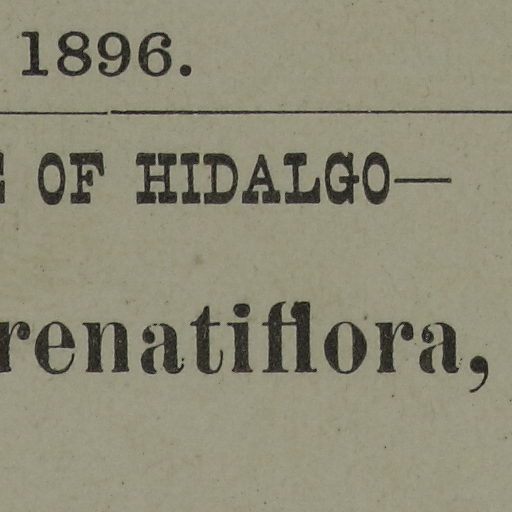 1896.
OF HIDALGO—
renatiflora,